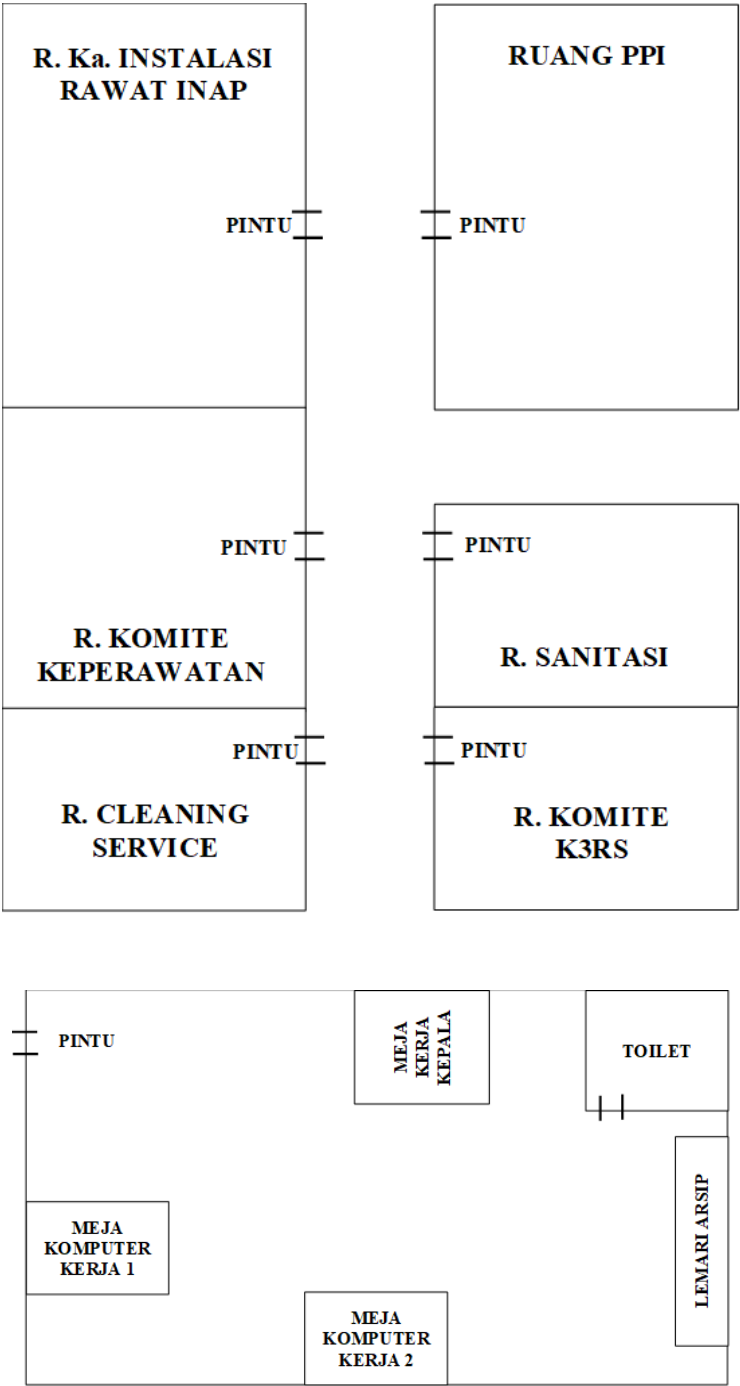 R. Ka. INSTALASI
RAWAT INAP
RUANG PPI
PINTU
PINTU
PINTU
PINTU
R. KOMITE
KEPERAWATAN
R. SANITASI
PINTU
PINTU
R. CLEANING
SERVICE
R. KOMITE
K3RS
PINTU
MEJA
KERJA
KEPALA
TOILET
LEMARI ARSIP
MEJA
KOMPUTER
KERJA 1
MEJA
KOMPUTER
KERJA 2